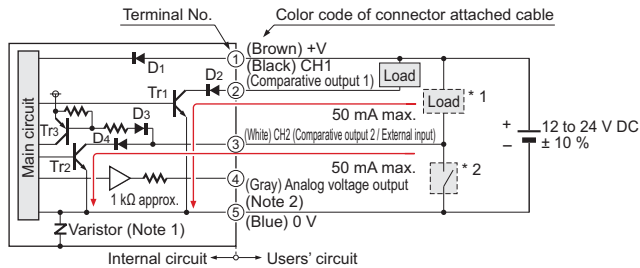 Terminal No.
Color code of connector attached cable
Main circuit
D1
1
(Brown) +V
(Black) CH1
(Comparative output 1)
D2
2
Load
Tr1
Load
* 1
50 mA max.
D3
Tr3
D4
3
(White) CH2 (Comparative output 2 / External input)
+
−
12 to 24 V DC
± 10 %
Tr2
50 mA max.
* 2
4
(Gray) Analog voltage output
1 kΩ approx.
(Note 2)
5
(Blue) 0 V
Z
Varistor (Note 1)
Internal circuit
Users' circuit